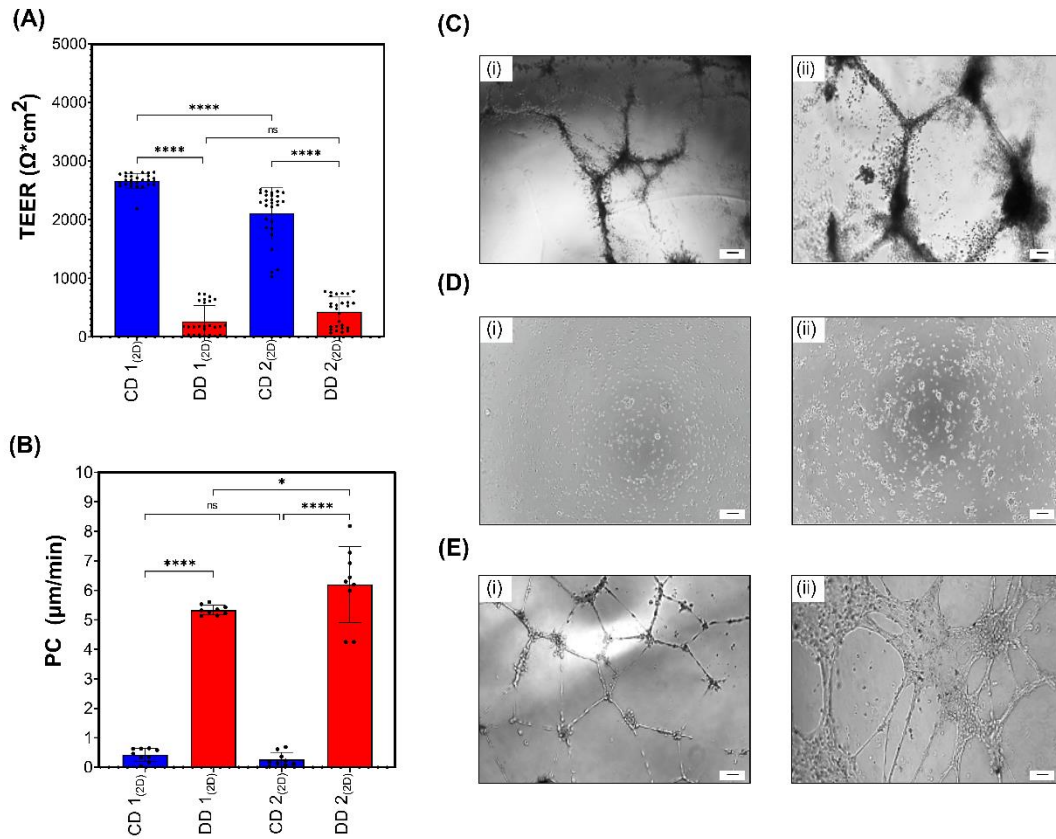 (A)
TEER (Ω*cm²)
5000
4000
3000
2000
1000
0
****
ns
****
****
CD 1(2D)
DD 1(2D)
CD 2(2D)
DD 2(2D)
(B)
PC (µm/min)
10
9
8
7
6
5
4
3
2
1
0
*
ns
****
****
CD 1(2D)
DD 1(2D)
CD 2(2D)
DD 2(2D)
(C)
(i)
(ii)
(D)
(i)
(ii)
(E)
(i)
(ii)